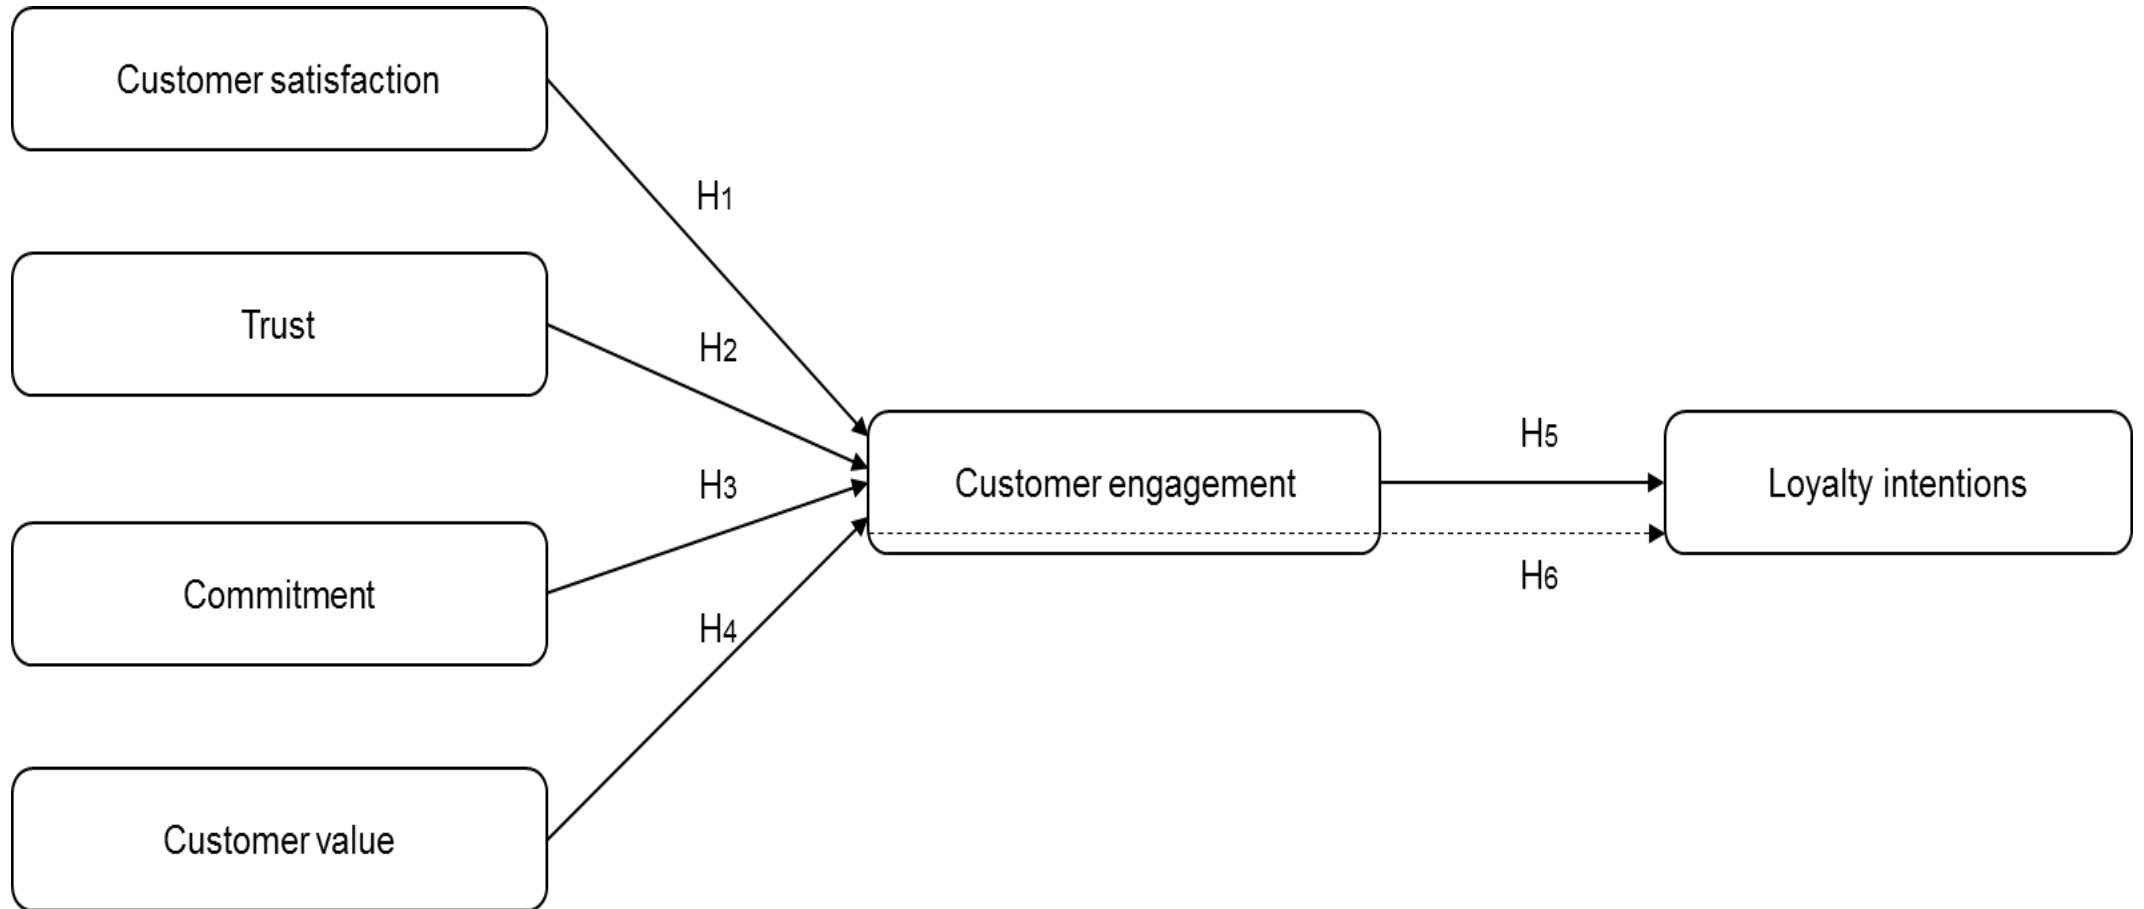 Customer satisfaction
H1
Trust
H2
H3
Customer engagement
H5
Loyalty intentions
H6
Commitment
H4
Customer value